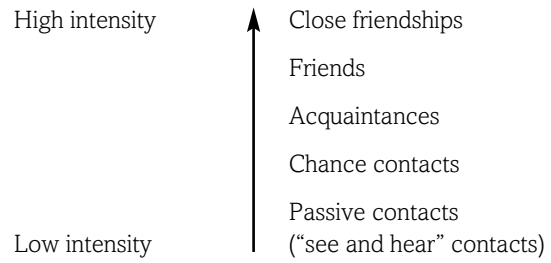 High intensity
Close friendships
Friends
Acquaintances
Chance contacts
Passive contacts
Low intensity
(“see and hear” contacts)